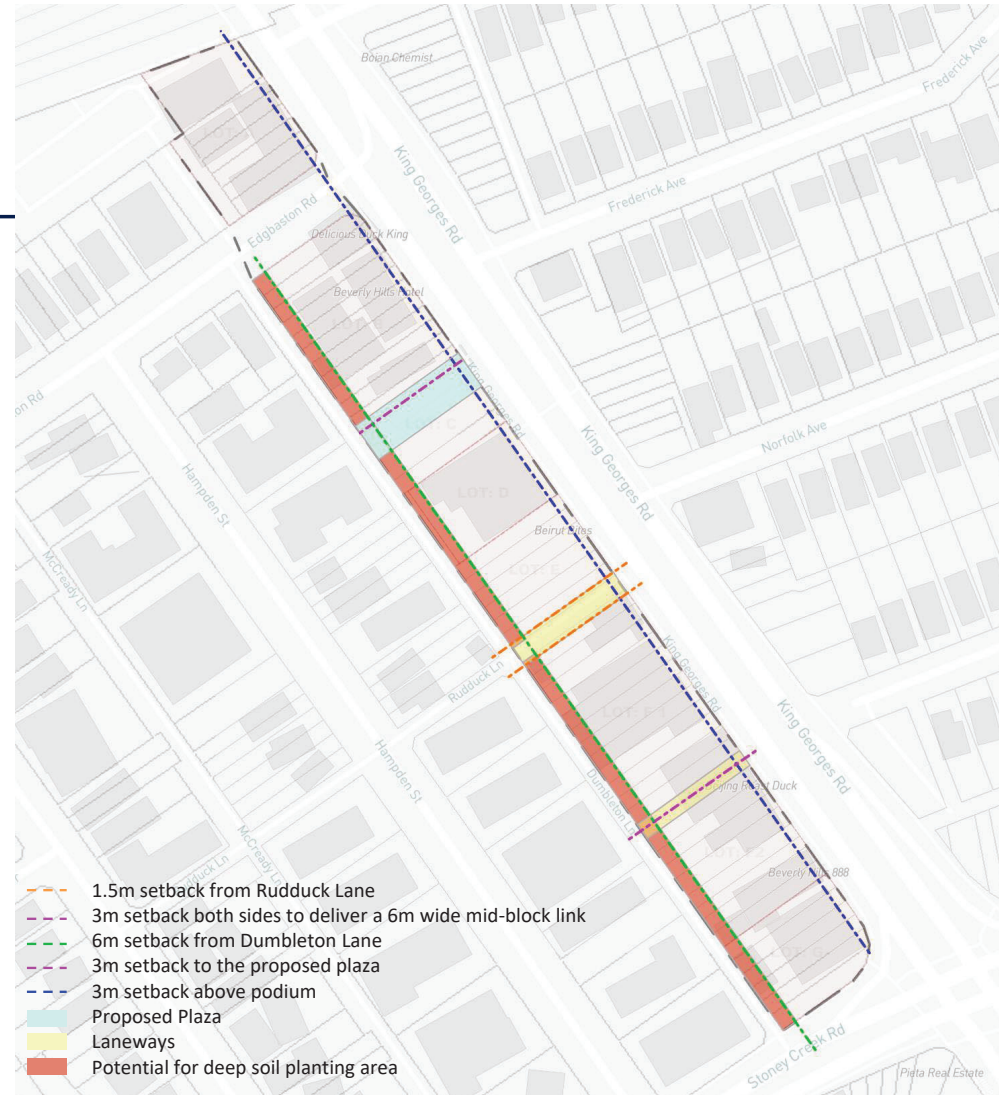 Boian Chemist
Frederick Ave
King Georges Rd
Frederick Ave
Edgbaston Rd
Delicious Duck King
Beverly Hills Hotel
King Georges Rd
LOT: C
Norfolk Ave
King Georges Rd
LOT: D
Hampden St
Beirut Bites
McCready Ln
Rudduck Ln
King Georges Rd
Hampden St
King Georges Rd
Dumbleton Ln
Beverly Hills 888
McCready Ln
1.5m setback from Rudduck Lane
3m setback both sides to deliver a 6m wide mid-block link
6m setback from Dumbleton Lane
3m setback to the proposed plaza
3m setback above podium
Proposed Plaza
Laneways
Potential for deep soil planting area
Stoney Creek Rd
Pieta Real Estate